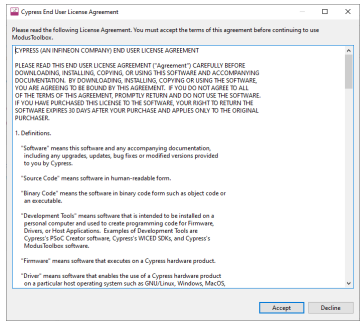 Cypress End User License Agreement
Please read the following License Agreement. You must accept the terms of this agreement before continuing to use
ModusToolbox.
CYPRESS (AN INFINEON COMPANY) END USER LICENSE AGREEMENT
PLEASE READ THIS END USER LICENSE AGREEMENT ("Agreement") CAREFULLY BEFORE
DOWNLOADING, INSTALLING, COPYING, OR USING THIS SOFTWARE AND ACCOMPANYING
DOCUMENTATION.  BY DOWNLOADING, INSTALLING, COPYING OR USING THE SOFTWARE,
YOU ARE AGREEING TO BE BOUND BY THIS AGREEMENT.  IF YOU DO NOT AGREE TO ALL
OF THE TERMS OF THIS AGREEMENT, PROMPTLY RETURN AND DO NOT USE THE SOFTWARE.
IF YOU HAVE PURCHASED THIS LICENSE TO THE SOFTWARE, YOUR RIGHT TO RETURN THE
SOFTWARE EXPIRES 30 DAYS AFTER YOUR PURCHASE AND APPLIES ONLY TO THE ORIGINAL
PURCHASER.
1. Definitions.
"Software" means this software and any accompanying documentation,
including any upgrades, updates, bug fixes or modified versions provided
to you by Cypress.
"Source Code" means software in human-readable form.
"Binary Code" means the software in binary code form such as object code or
an executable.
"Development Tools" means software that is intended to be installed on a
personal computer and used to create programming code for Firmware,
Drivers, or Host Applications.  Examples of Development Tools are
Cypress's PSoC Creator software, Cypress's WICED SDKs, and Cypress's
ModusToolbox software.
"Firmware" means software that executes on a Cypress hardware product.
"Driver" means software that enables the use of a Cypress hardware product
on a particular host operating system such as GNU/Linux, Windows, MacOS,
Accept
Decline